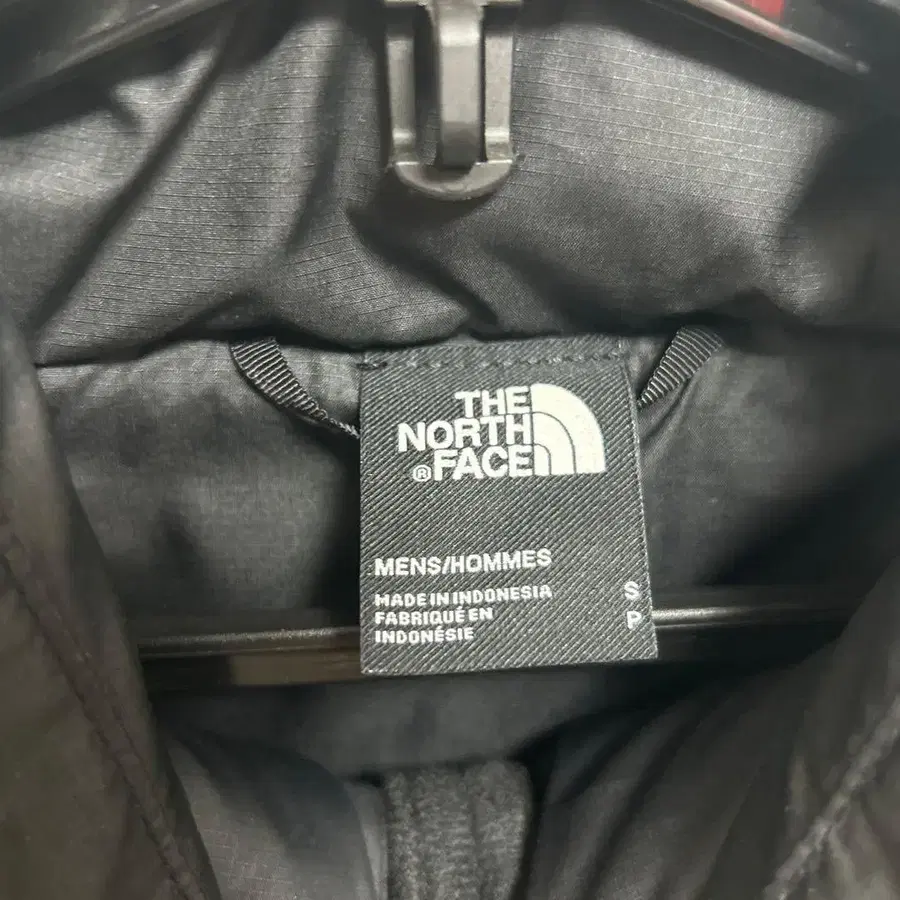 THE
NORTH
®FACE
MENS/HOMMES
MADE IN INDONESIA
FABRIQUÉ EN
INDONÉSIE
S
P